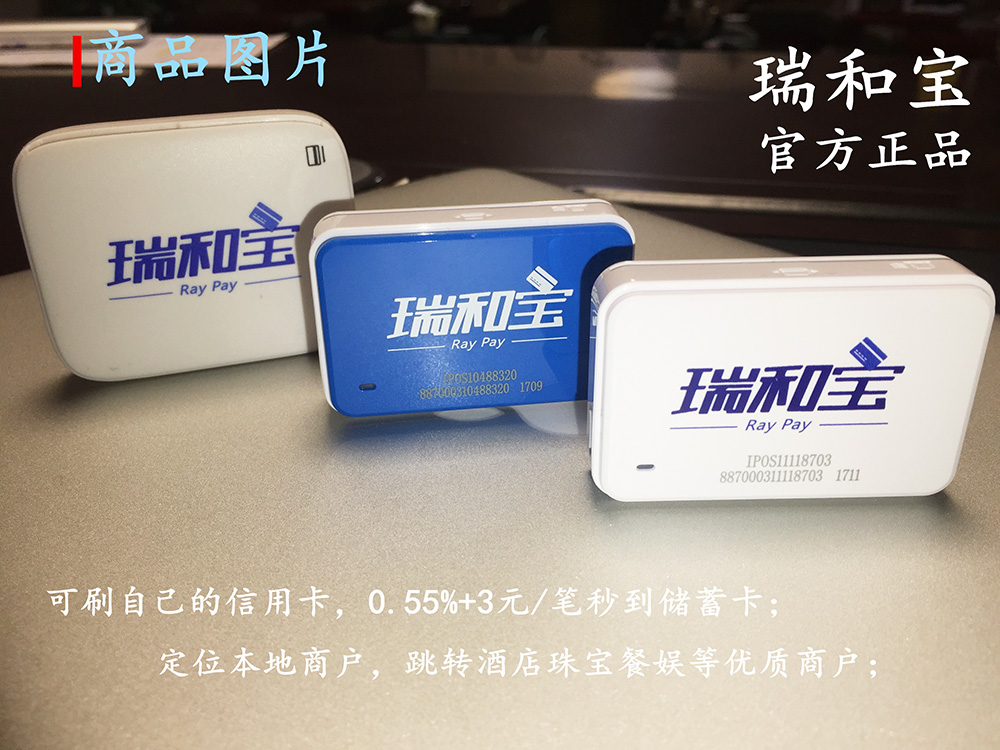 商品图片
瑞和宝
官方正品
瑞和宝
Ray Pay
瑞和宝
Ray Pay
IPOS10488320
887000310488320 1709
瑞和宝
Ray Pay
IPOS11118703
887000311118703 1711
可刷自己的信用卡，0.55%+3元/笔秒到储蓄卡；
定位本地商户，跳转酒店珠宝餐娱等优质商户；